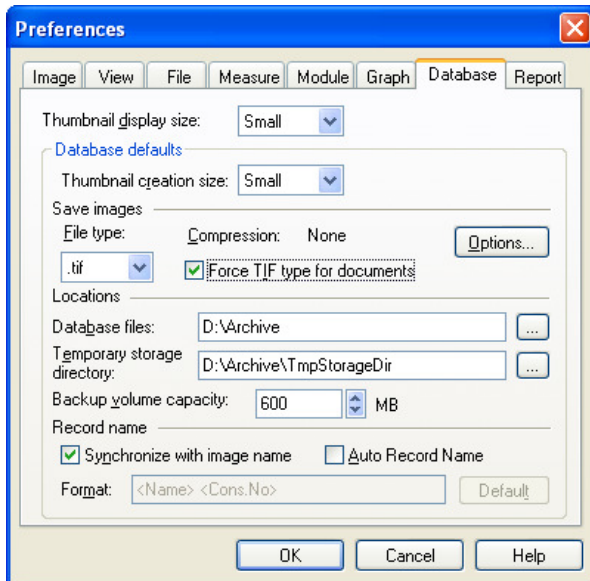 Preferences
Image View File Measure Module Graph Database Report
Thumbnail display size: Small
Database defaults
Thumbnail creation size: Small
Save images
File type: Compression: None Options...
.tif Force TIF type for documents
Locations
Database files: D:\Archive ...
Temporary storage
directory: D:\Archive\TmpStorageDir ...
Backup volume capacity: 600 MB
Record name
Synchronize with image name Auto Record Name
Format: <Name> <Cons.No> Default
OK Cancel Help